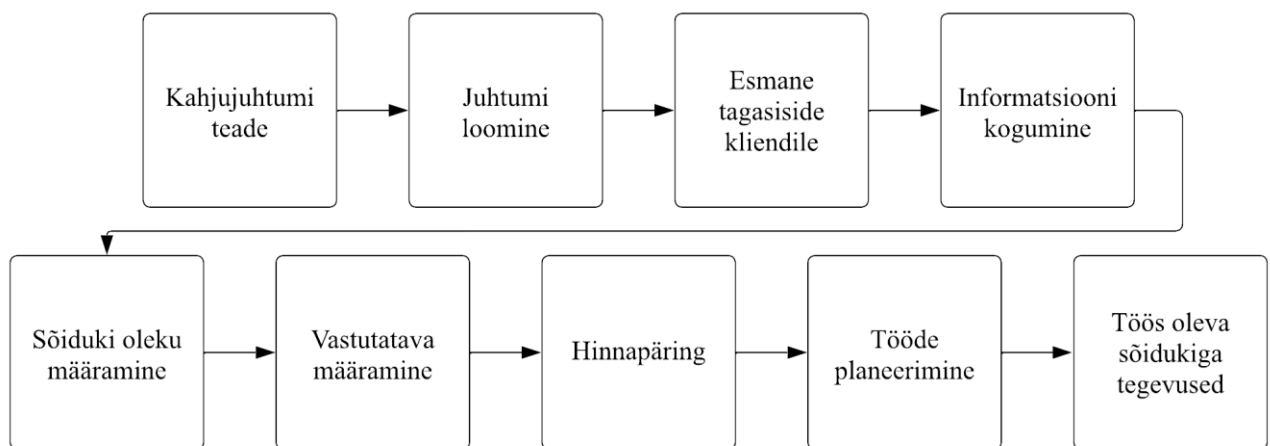 Kahjujuhtumi
teade
Juhtumi
loomine
Esmane
tagasiside
kliendile
Informatsiooni
kogumine
Sõiduki oleku
määramine
Vastutatava
määramine
Hinnapäring
Tööde
planeerimine
Töös oleva
sõidukiga
tegevused